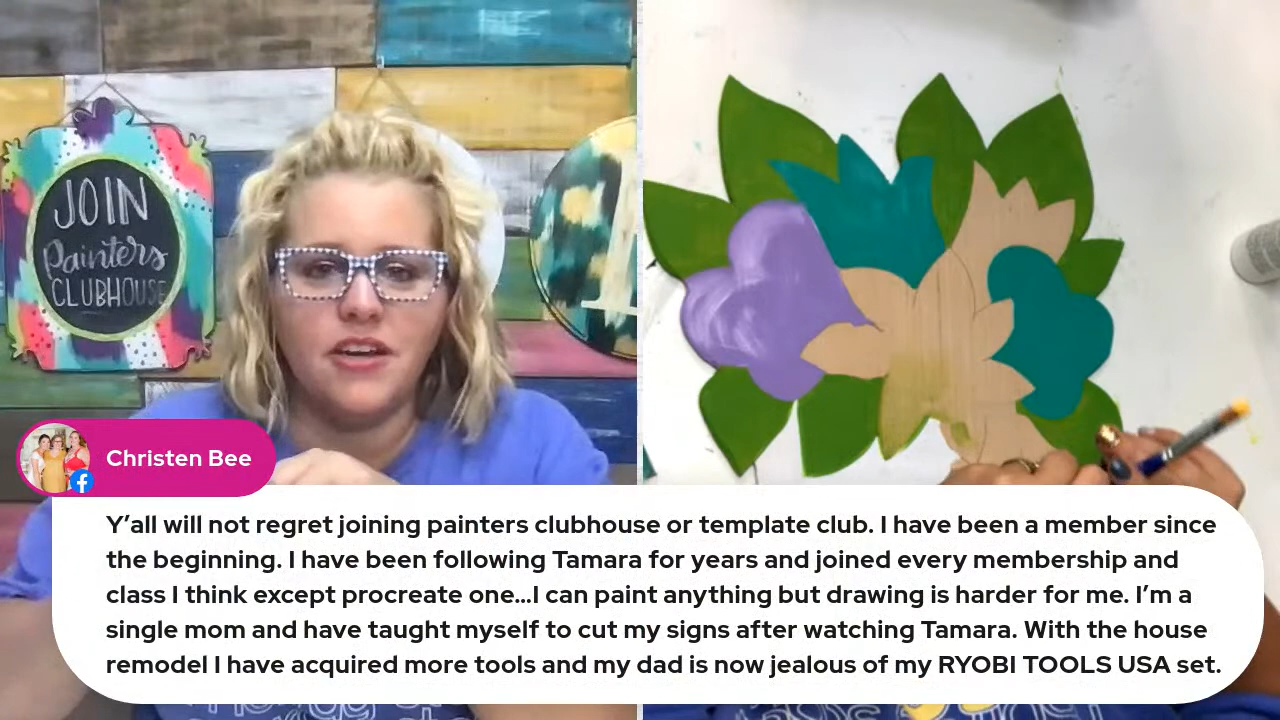 JOIN
Painters
CLUBHOUSE
Christen Bee
Y’all will not regret joining painters clubhouse or template club. I have been a member since
the beginning. I have been following Tamara for years and joined every membership and
class I think except procreate one...I can paint anything but drawing is harder for me. I’m a
single mom and have taught myself to cut my signs after watching Tamara. With the house
remodel I have acquired more tools and my dad is now jealous of my RYOBI TOOLS USA set.